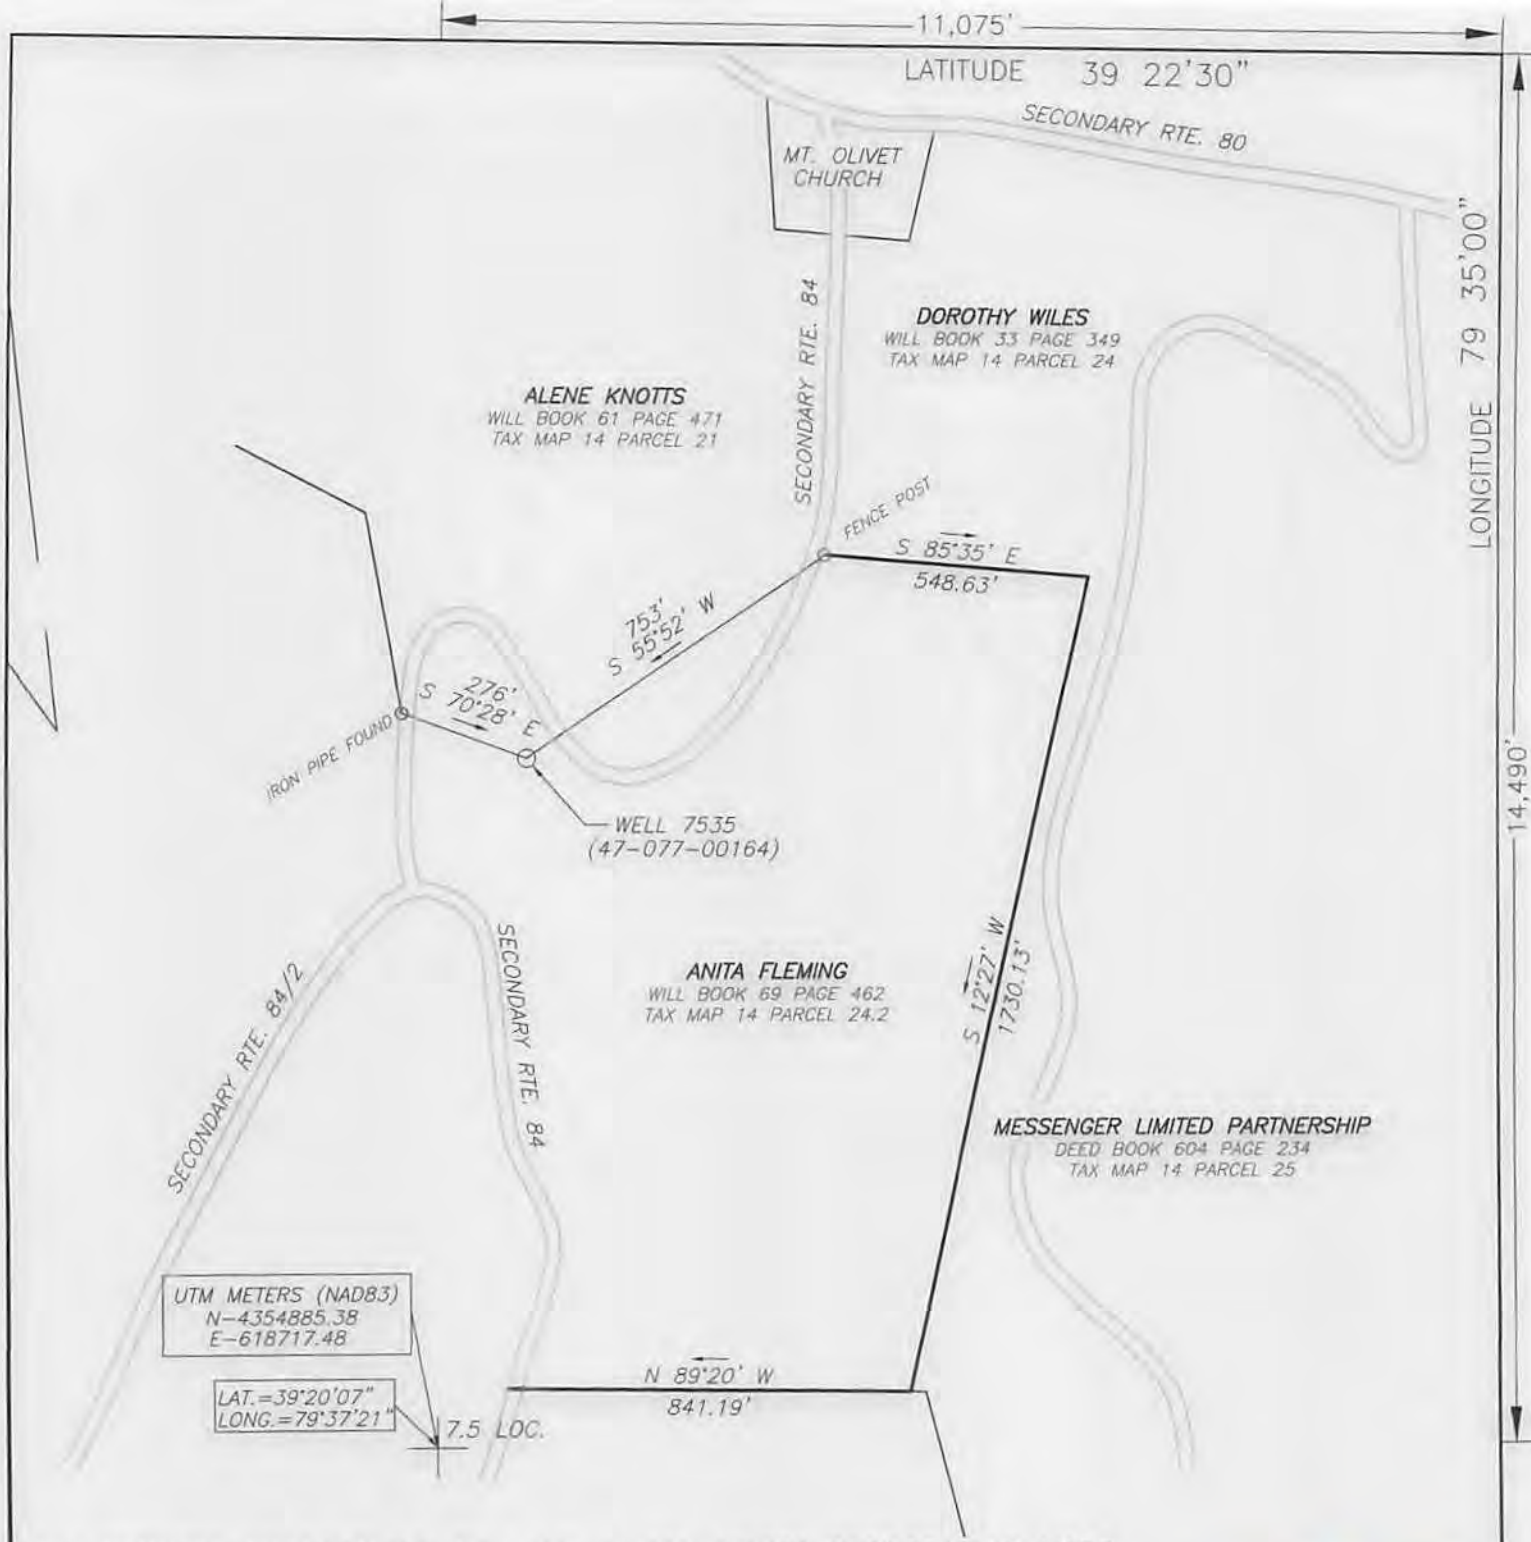 11,075'
LATITUDE 39 22'30"
SECONDARY RTE. 80
MT. OLIVET
CHURCH
LONGITUDE 79 35'00"
SECONDARY RTE. 84
DOROTHY WILES
WILL BOOK 33 PAGE 349
TAX MAP 14 PARCEL 24
ALENE KNOTTS
WILL BOOK 61 PAGE 471
TAX MAP 14 PARCEL 21
FENCE POST
S 85°35' E
548.63'
753'
S 55°52' W
276'
S 70°28' E
IRON PIPE FOUND
14,490'
WELL 7535
(47-077-00164)
SECONDARY RTE. 84/2
SECONDARY RTE. 84
ANITA FLEMING
WILL BOOK 69 PAGE 462
TAX MAP 14 PARCEL 24.2
S 12°27' W
1730.13'
MESSENGER LIMITED PARTNERSHIP
DEED BOOK 604 PAGE 234
TAX MAP 14 PARCEL 25
UTM METERS (NAD83)
N-4354885.38
E-618717.48
LAT.=39°20'07"
LONG.=79°37'21"
7.5 LOC.
N 89°20' W
841.19'